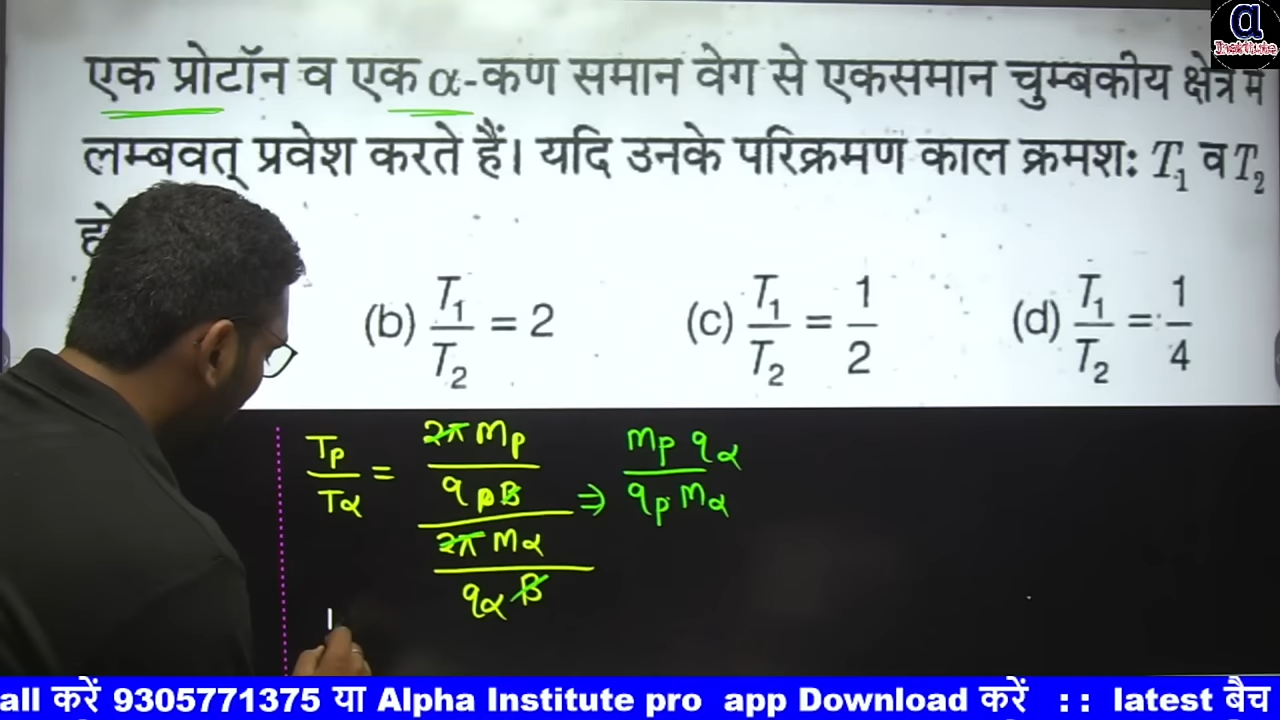 α
Institute
एक प्रोटॉन व एक α-कण समान वेग से एकसमान चुम्बकीय क्षेत्र में
लम्बवत् प्रवेश करते हैं। यदि उनके परिक्रमण काल क्रमशः T₁ व T₂
(b) T₁/T₂ = 2 (c) T₁/T₂ = 1/2 (d) T₁/T₂ = 1/4
Tp/Tα = (2π mp / qp B) / (2π mα / qα B) ⇒ mp qα / qp mα
all करें 9305771375 या Alpha Institute pro app Download करें :: latest बैच